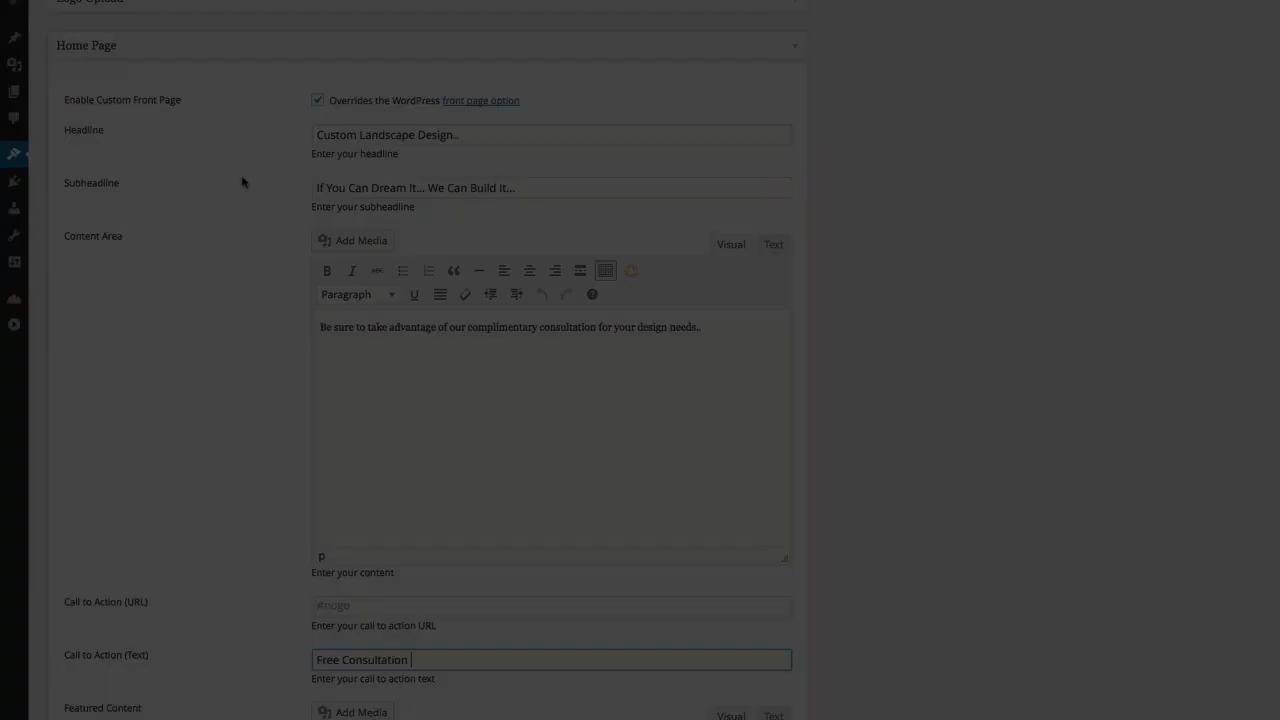 Logo Upload
Home Page
Enable Custom Front Page
Overrides the WordPress front page option
Headline
Custom Landscape Design..
Enter your headline
Subheadline
If You Can Dream It... We Can Build It...
Enter your subheadline
Content Area
Add Media
Visual Text
B I ABC
Paragraph U
Be sure to take advantage of our complimentary consultation for your design needs..
p
Enter your content
Call to Action (URL)
#nogo
Enter your call to action URL
Call to Action (Text)
Free Consultation
Enter your call to action text
Featured Content
Add Media
Visual Text